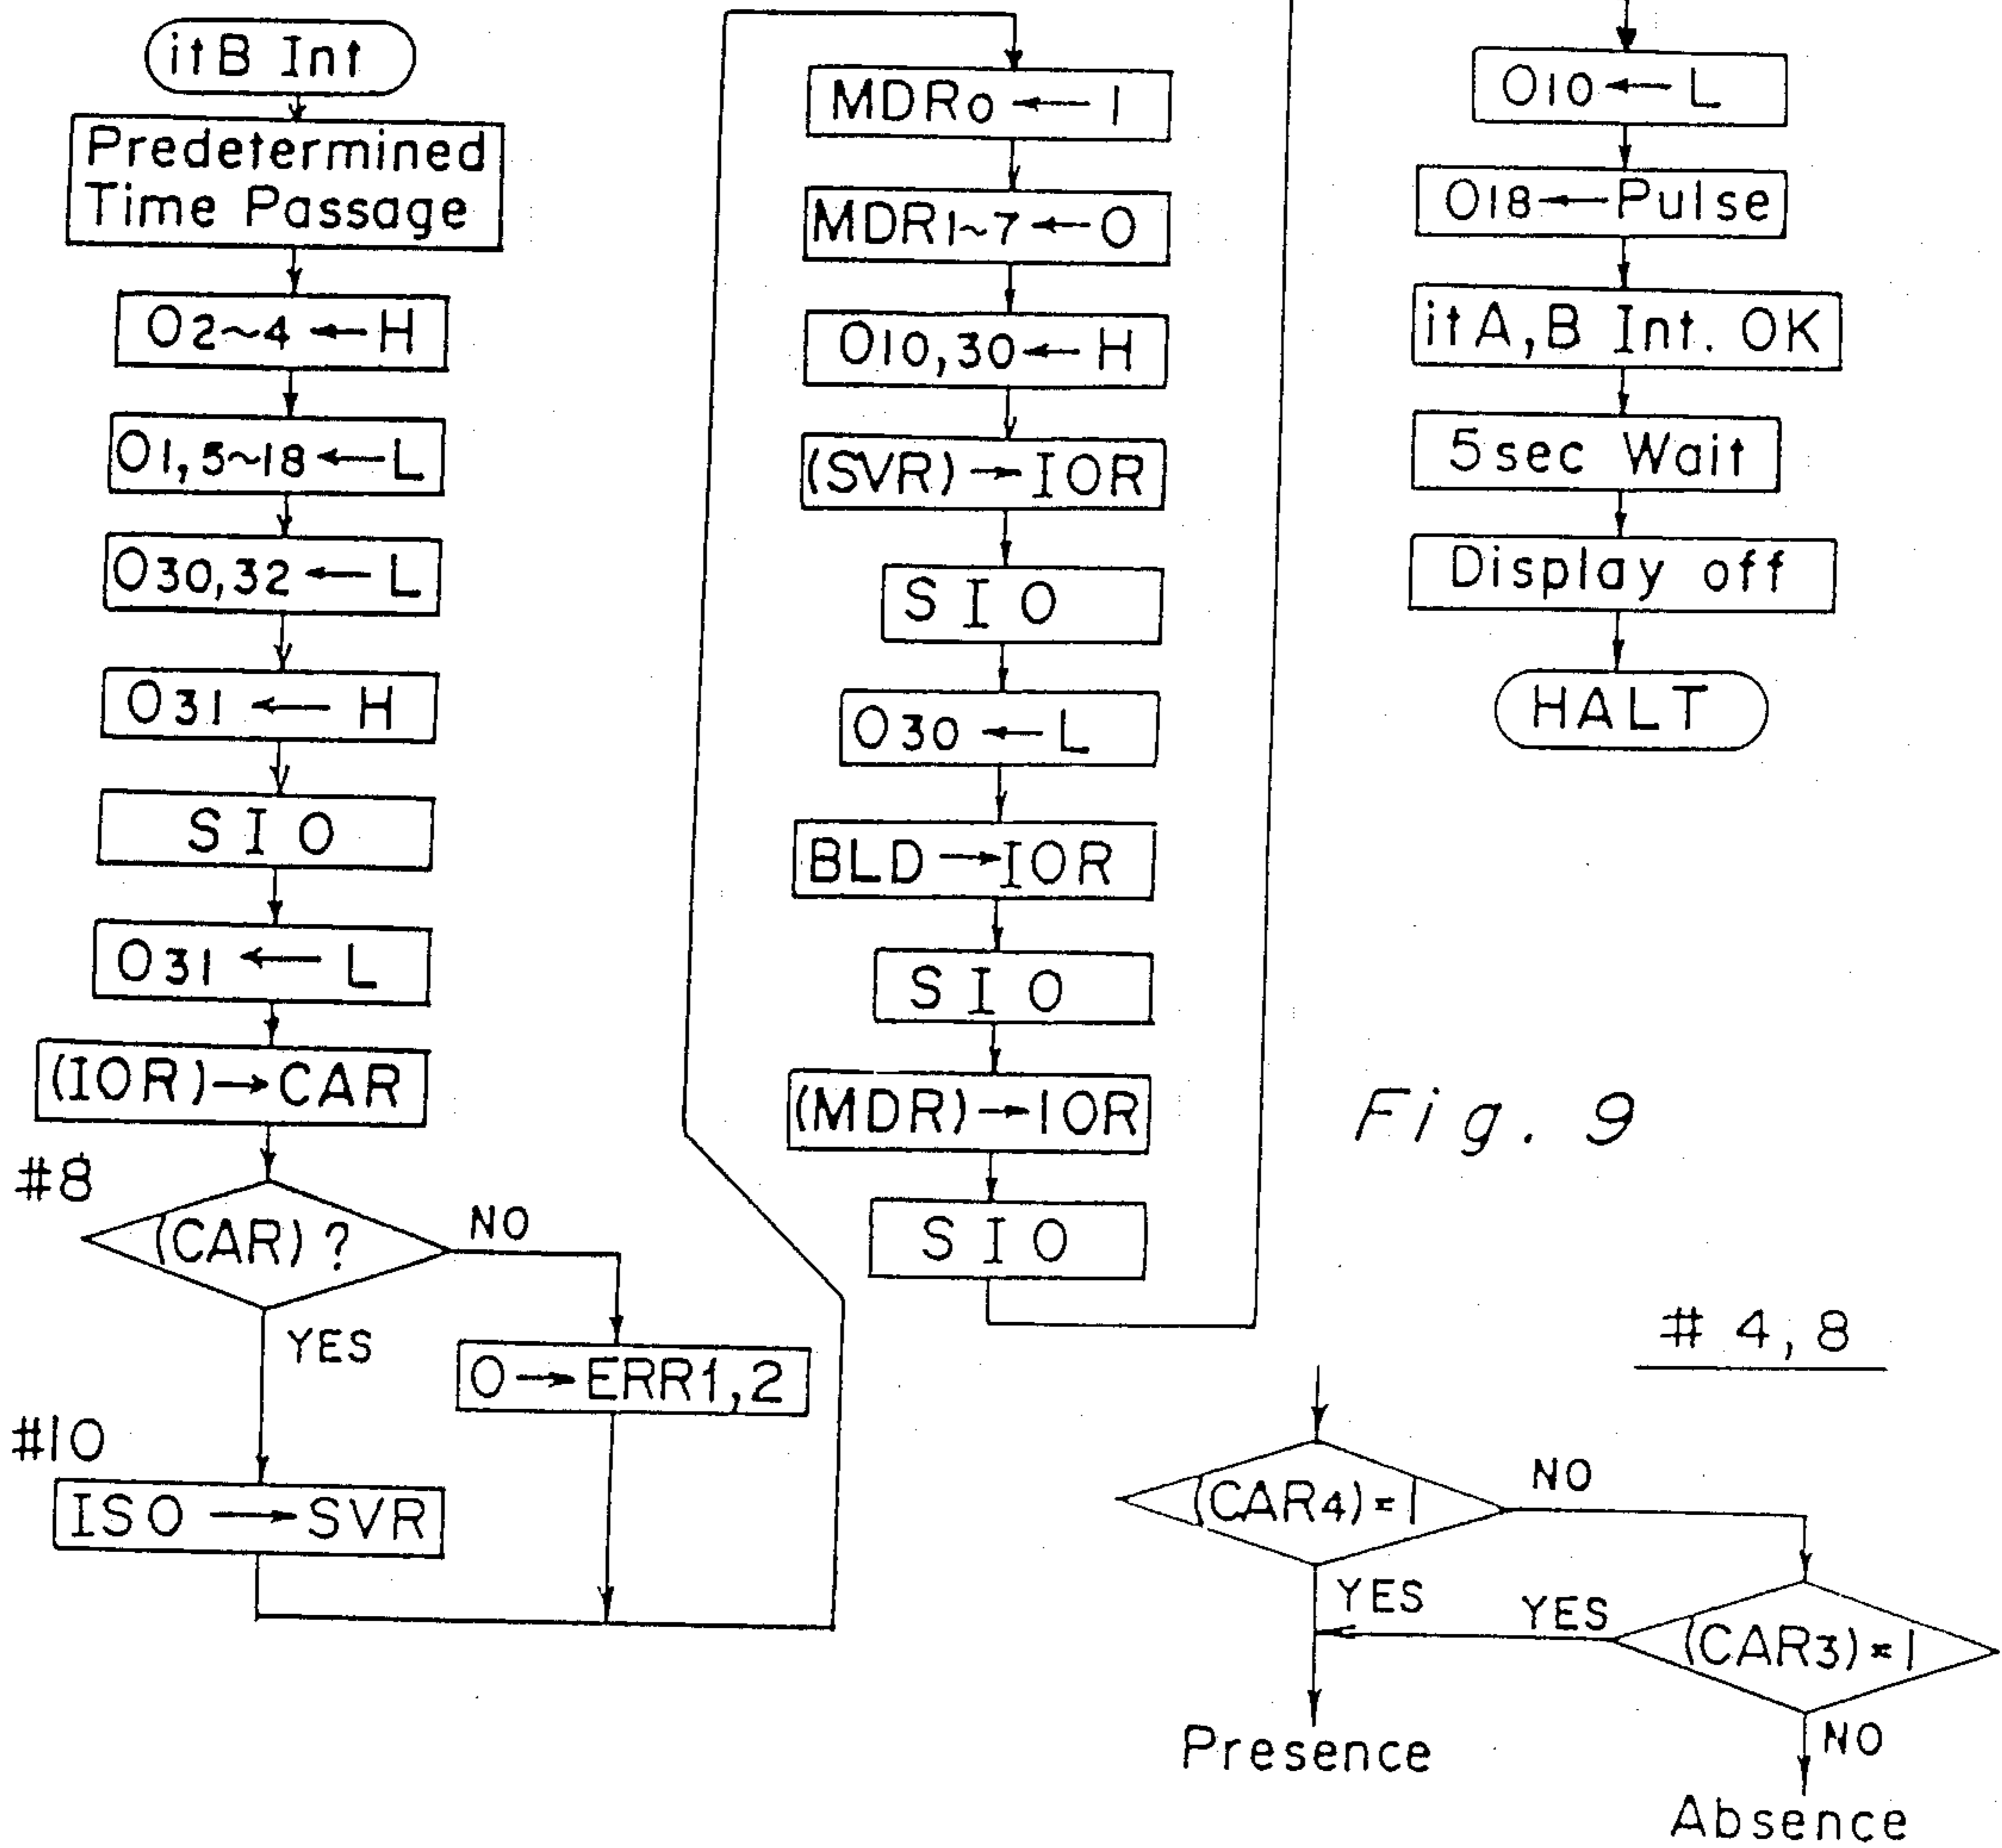 itB Int
Predetermined
Time Passage
O2~4 ← H
O1,5~18 ← L
O30,32 ← L
O31 ← H
SIO
O31 ← L
(IOR) → CAR
#8
(CAR)?
NO
YES
O → ERR1,2
#10
ISO → SVR
MDR0 ← 1
MDR1~7 ← O
O10,30 ← H
(SVR) → IOR
SIO
O30 ← L
BLD → IOR
SIO
(MDR) → IOR
SIO
O10 ← L
O18 ← Pulse
itA,B Int. OK
5sec Wait
Display off
HALT
Fig. 9
# 4,8
(CAR4)=1
NO
YES
YES
(CAR3)=1
Presence
NO
Absence